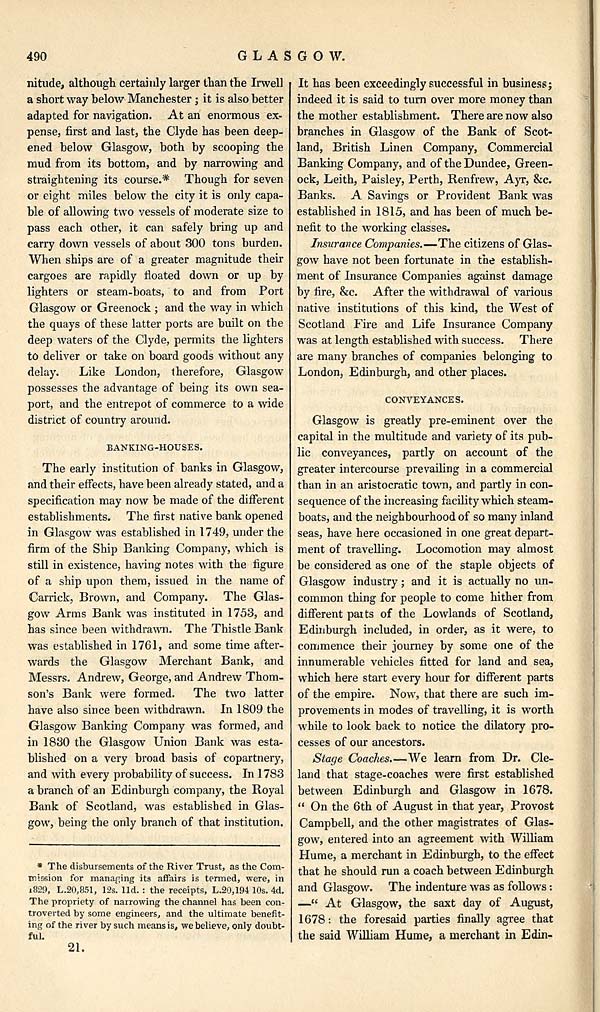 490
GLASGOW.
nitude, although certainly larger than the Irwell
a short way below Manchester ; it is also better
adapted for navigation. At an enormous ex-
pense, first and last, the Clyde has been deep-
ened below Glasgow, both by scooping the
mud from its bottom, and by narrowing and
straightening its course.* Though for seven
or eight miles below the city it is only capa-
ble of allowing two vessels of moderate size to
pass each other, it can safely bring up and
carry down vessels of about 300 tons burden.
When ships are of a greater magnitude their
cargoes are rapidly floated down or up by
lighters or steam-boats, to and from Port
Glasgow or Greenock ; and the way in which
the quays of these latter ports are built on the
deep waters of the Clyde, permits the lighters
to deliver or take on board goods without any
delay. Like London, therefore, Glasgow
possesses the advantage of being its own sea-
port, and the entrepot of commerce to a wide
district of country around.
BANKING-HOUSES.
The early institution of banks in Glasgow,
and their effects, have been already stated, and a
specification may now be made of the different
establishments. The first native bank opened
in Glasgow was established in 1749, under the
firm of the Ship Banking Company, which is
still in existence, having notes with the figure
of a ship upon them, issued in the name of
Carrick, Brown, and Company. The Glas-
gow Arms Bank was instituted in 1753, and
has since been withdrawn. The Thistle Bank
was established in 1761, and some time after-
wards the Glasgow Merchant Bank, and
Messrs. Andrew, George, and Andrew Thom-
son's Bank were formed. The two latter
have also since been withdrawn. In 1809 the
Glasgow Banking Company was formed, and
in 1830 the Glasgow Union Bank was esta-
blished on a very broad basis of copartnery,
and with every probability of success. In 1783
a branch of an Edinburgh company, the Royal
Bank of Scotland, was established in Glas-
gow, being the only branch of that institution.
* The disbursements of the River Trust, as the Com-
mission for managing its affairs is termed, were, in
1829, L.20,851, 12s. 11d. : the receipts, L.20,194 10s. 4d.
The propriety of narrowing the channel has been con-
troverted by some engineers, and the ultimate benefit-
ing of the river by such means is, we believe, only doubt-
ful.
21.
It has been exceedingly successful in business;
indeed it is said to turn over more money than
the mother establishment. There are now also
branches in Glasgow of the Bank of Scot-
land, British Linen Company, Commercial
Banking Company, and of the Dundee, Green-
ock, Leith, Paisley, Perth, Renfrew, Ayr, &c.
Banks. A Savings or Provident Bank was
established in 1815, and has been of much be-
nefit to the working classes.
Insurance Companies.—The citizens of Glas-
gow have not been fortunate in the establish-
ment of Insurance Companies against damage
by fire, &c. After the withdrawal of various
native institutions of this kind, the West of
Scotland Fire and Life Insurance Company
was at length established with success. There
are many branches of companies belonging to
London, Edinburgh, and other places.
CONVEYANCES.
Glasgow is greatly pre-eminent over the
capital in the multitude and variety of its pub-
lic conveyances, partly on account of the
greater intercourse prevailing in a commercial
than in an aristocratic town, and partly in con-
sequence of the increasing facility which steam-
boats, and the neighbourhood of so many inland
seas, have here occasioned in one great depart-
ment of travelling. Locomotion may almost
be considered as one of the staple objects of
Glasgow industry ; and it is actually no un-
common thing for people to come hither from
different parts of the Lowlands of Scotland,
Edinburgh included, in order, as it were, to
commence their journey by some one of the
innumerable vehicles fitted for land and sea,
which here start every hour for different parts
of the empire. Now, that there are such im-
provements in modes of travelling, it is worth
while to look back to notice the dilatory pro-
cesses of our ancestors.
Stage Coaches.—We learn from Dr. Cle-
land that stage-coaches were first established
between Edinburgh and Glasgow in 1678.
" On the 6th of August in that year, Provost
Campbell, and the other magistrates of Glas-
gow, entered into an agreement with William
Hume, a merchant in Edinburgh, to the effect
that he should run a coach between Edinburgh
and Glasgow. The indenture was as follows :
—" At Glasgow, the saxt day of August,
1678 : the foresaid parties finally agree that
the said William Hume, a merchant in Edin-